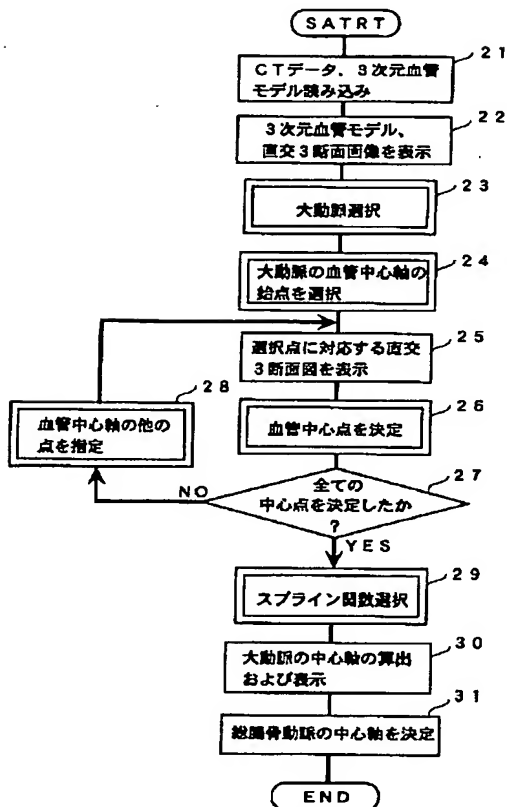 SATRT
21
CTデータ、3次元血管
モデル読み込み
22
3次元血管モデル、
直交3断面画像を表示
23
大動脈選択
24
大動脈の血管中心軸の
始点を選択
25
選択点に対応する直交
3断面図を表示
28
血管中心軸の他の
点を指定
26
血管中心点を決定
27
全ての
中心点を決定したか
?
NO
YES
29
スプライン関数選択
30
大動脈の中心軸の算出
および表示
31
総腸骨動脈の中心軸を決定
END